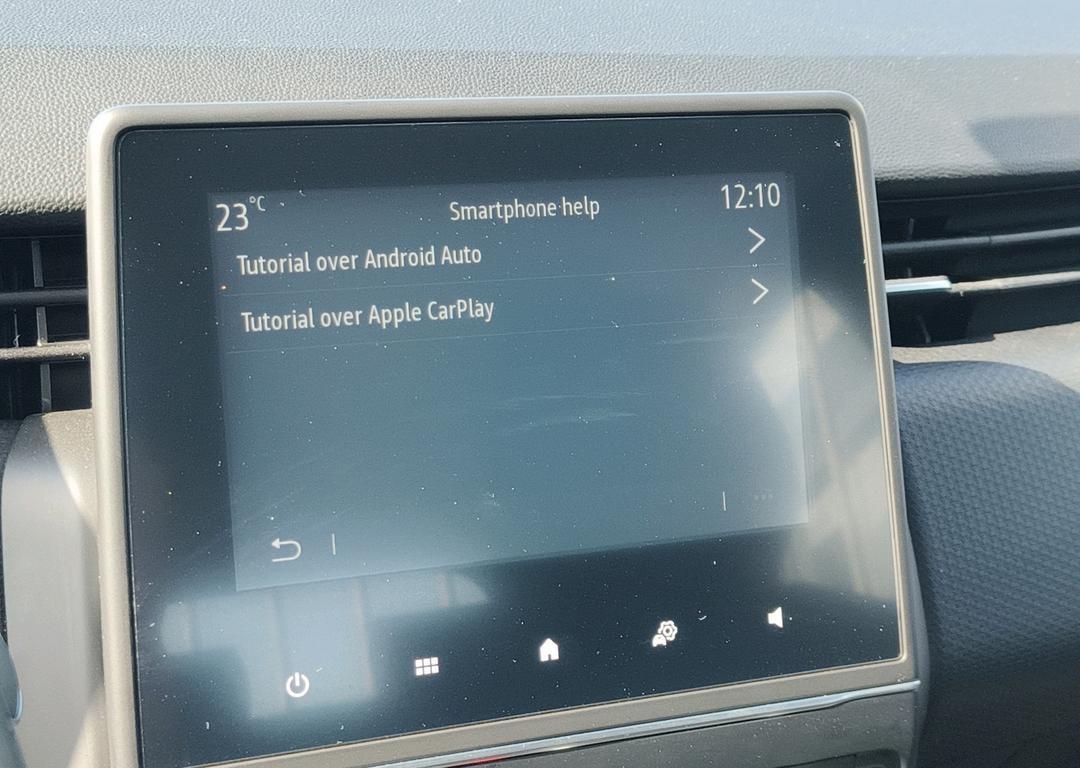 23°C Smartphone help 12:10
Tutorial over Android Auto
Tutorial over Apple CarPlay